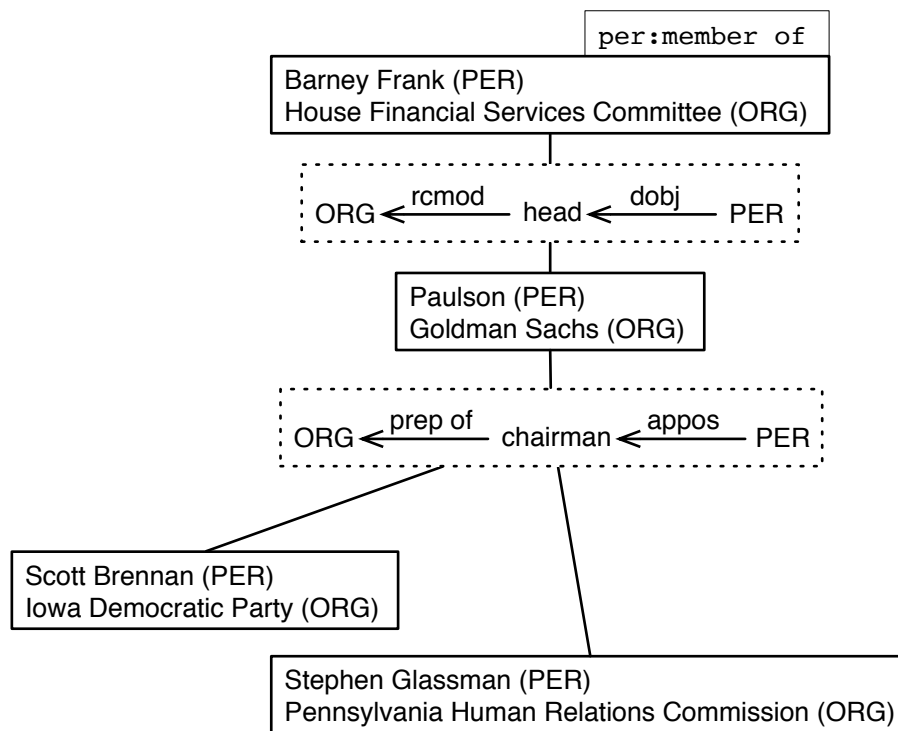 per:member of
Barney Frank (PER)
House Financial Services Committee (ORG)
rcmod dobj
ORG head PER
Paulson (PER)
Goldman Sachs (ORG)
prep of appos
ORG chairman PER
Scott Brennan (PER)
Iowa Democratic Party (ORG)
Stephen Glassman (PER)
Pennsylvania Human Relations Commission (ORG)